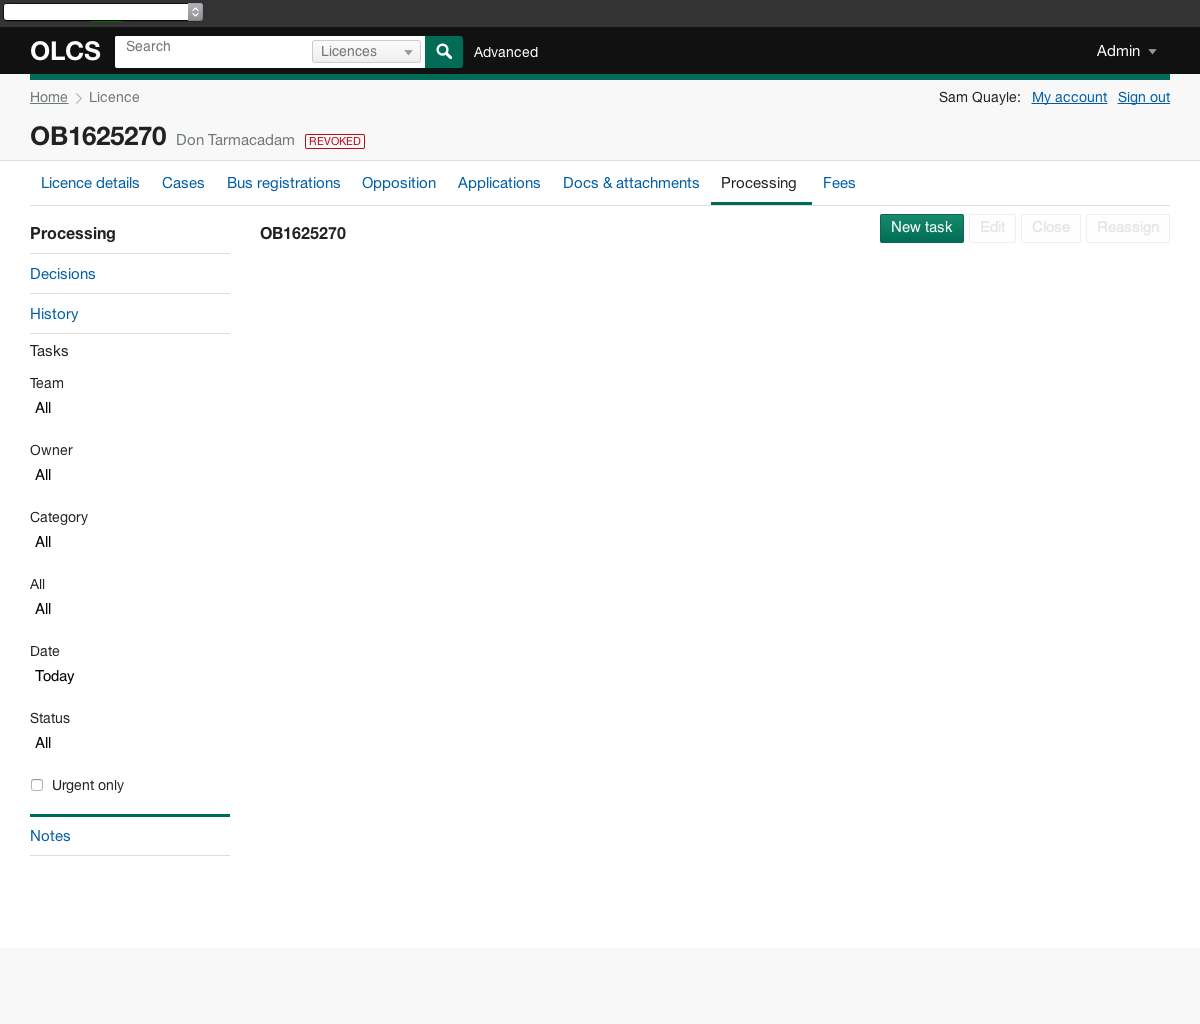 OLCS Search Licences Advanced Admin
Home Licence Sam Quayle: My account Sign out
OB1625270 Don Tarmacadam REVOKED
Licence details Cases Bus registrations Opposition Applications Docs & attachments Processing Fees
Processing
OB1625270 New task Edit Close Reassign
Decisions
History
Tasks
Team
All
Owner
All
Category
All
All
All
Date
Today
Status
All
Urgent only
Notes